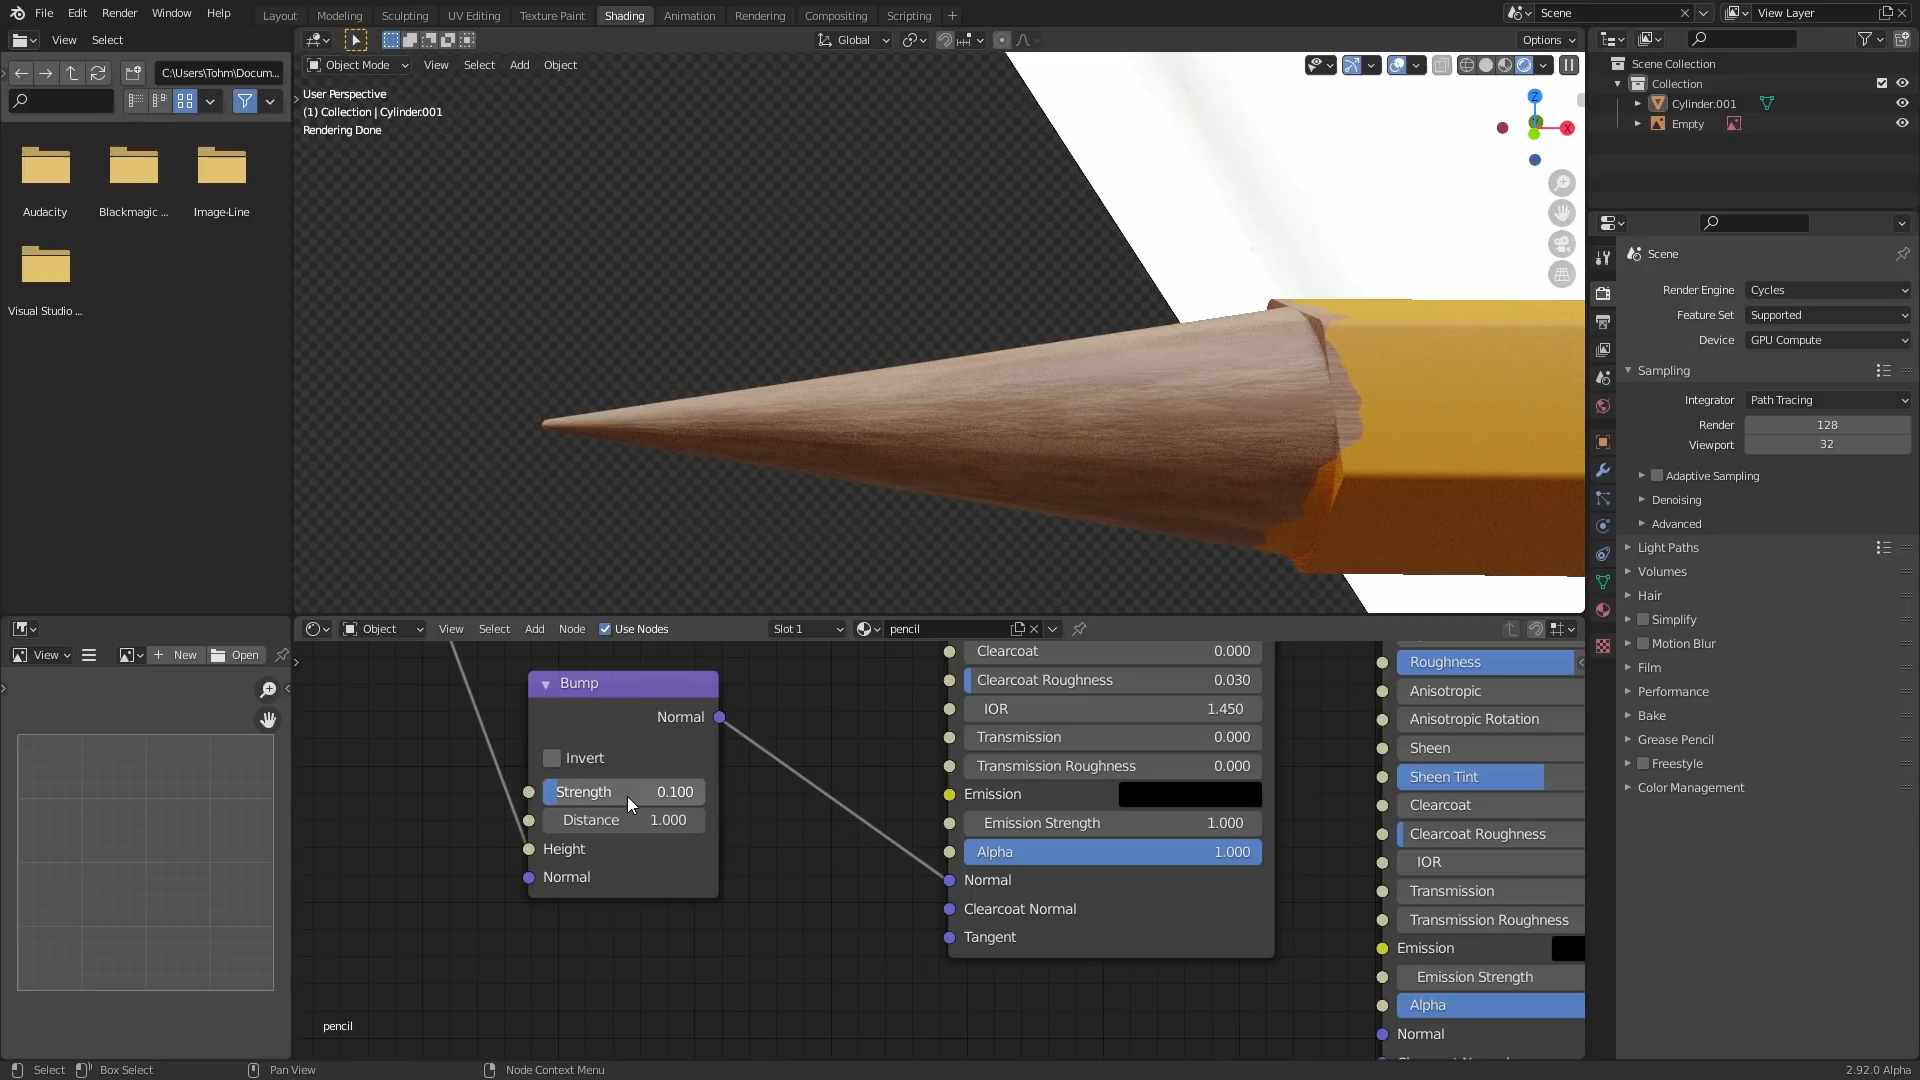 File Edit Render Window Help Layout Modeling Sculpting UV Editing Texture Paint Shading Animation Rendering Compositing Scripting + Scene View Layer
View Select Global Options
C:\Users\Tohm\Docum...
Object Mode View Select Add Object
User Perspective
(1) Collection | Cylinder.001
Rendering Done
Z
X
Audacity
Blackmagic ...
Image-Line
Visual Studio ...
Scene Collection
Collection
Cylinder.001
Empty
Scene
Render Engine Cycles
Feature Set Supported
Device GPU Compute
Sampling
Integrator Path Tracing
Render 128
Viewport 32
Adaptive Sampling
Denoising
Advanced
Light Paths
Volumes
Hair
Simplify
Motion Blur
Film
Performance
Bake
Grease Pencil
Freestyle
Color Management
View New Open
Object View Select Add Node Use Nodes Slot 1 pencil
Bump
Normal
Invert
Strength 0.100
Distance 1.000
Height
Normal
Clearcoat 0.000
Clearcoat Roughness 0.030
IOR 1.450
Transmission 0.000
Transmission Roughness 0.000
Emission
Emission Strength 1.000
Alpha 1.000
Normal
Clearcoat Normal
Tangent
Roughness
Anisotropic
Anisotropic Rotation
Sheen
Sheen Tint
Clearcoat
Clearcoat Roughness
IOR
Transmission
Transmission Roughness
Emission
Emission Strength
Alpha
Normal
pencil
Select Box Select Pan View Node Context Menu 2.92.0 Alpha